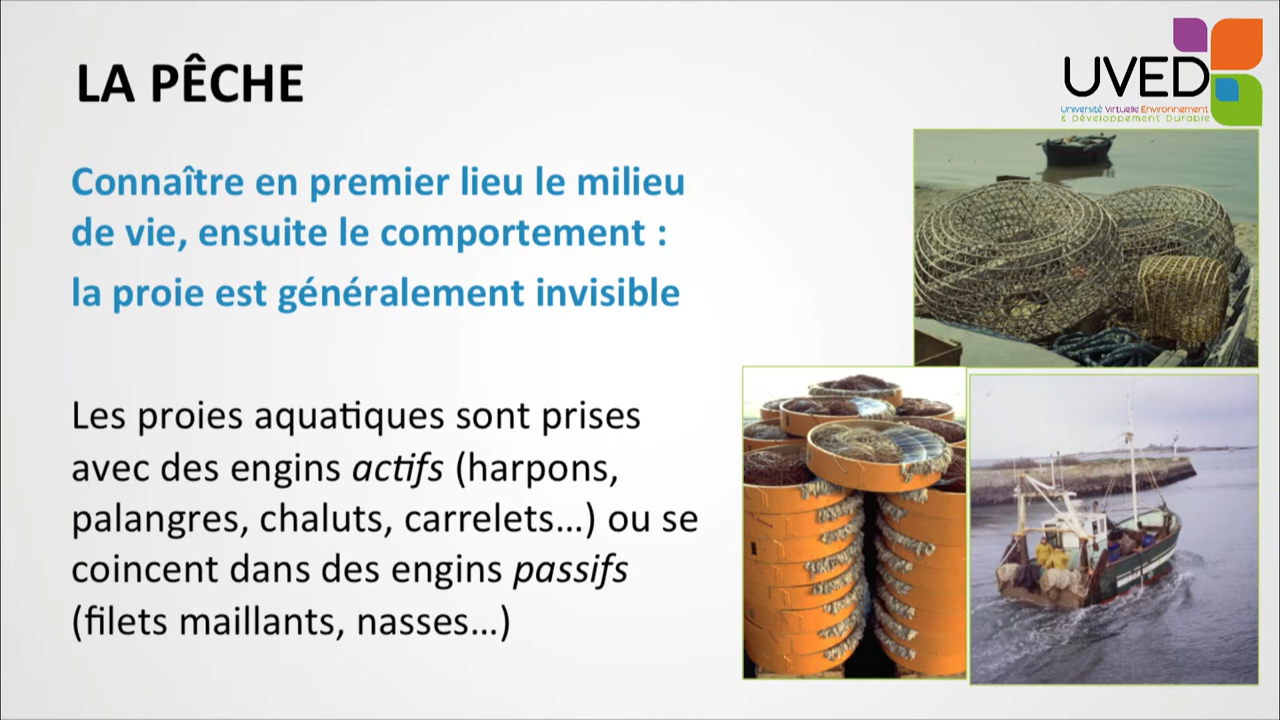 LA PÊCHE
UVED
Université Virtuelle Environnement
& Développement Durable
Connaître en premier lieu le milieu
de vie, ensuite le comportement :
la proie est généralement invisible
Les proies aquatiques sont prises
avec des engins actifs (harpons,
palangres, chaluts, carrelets...) ou se
coincent dans des engins passifs
(filets maillants, nasses...)